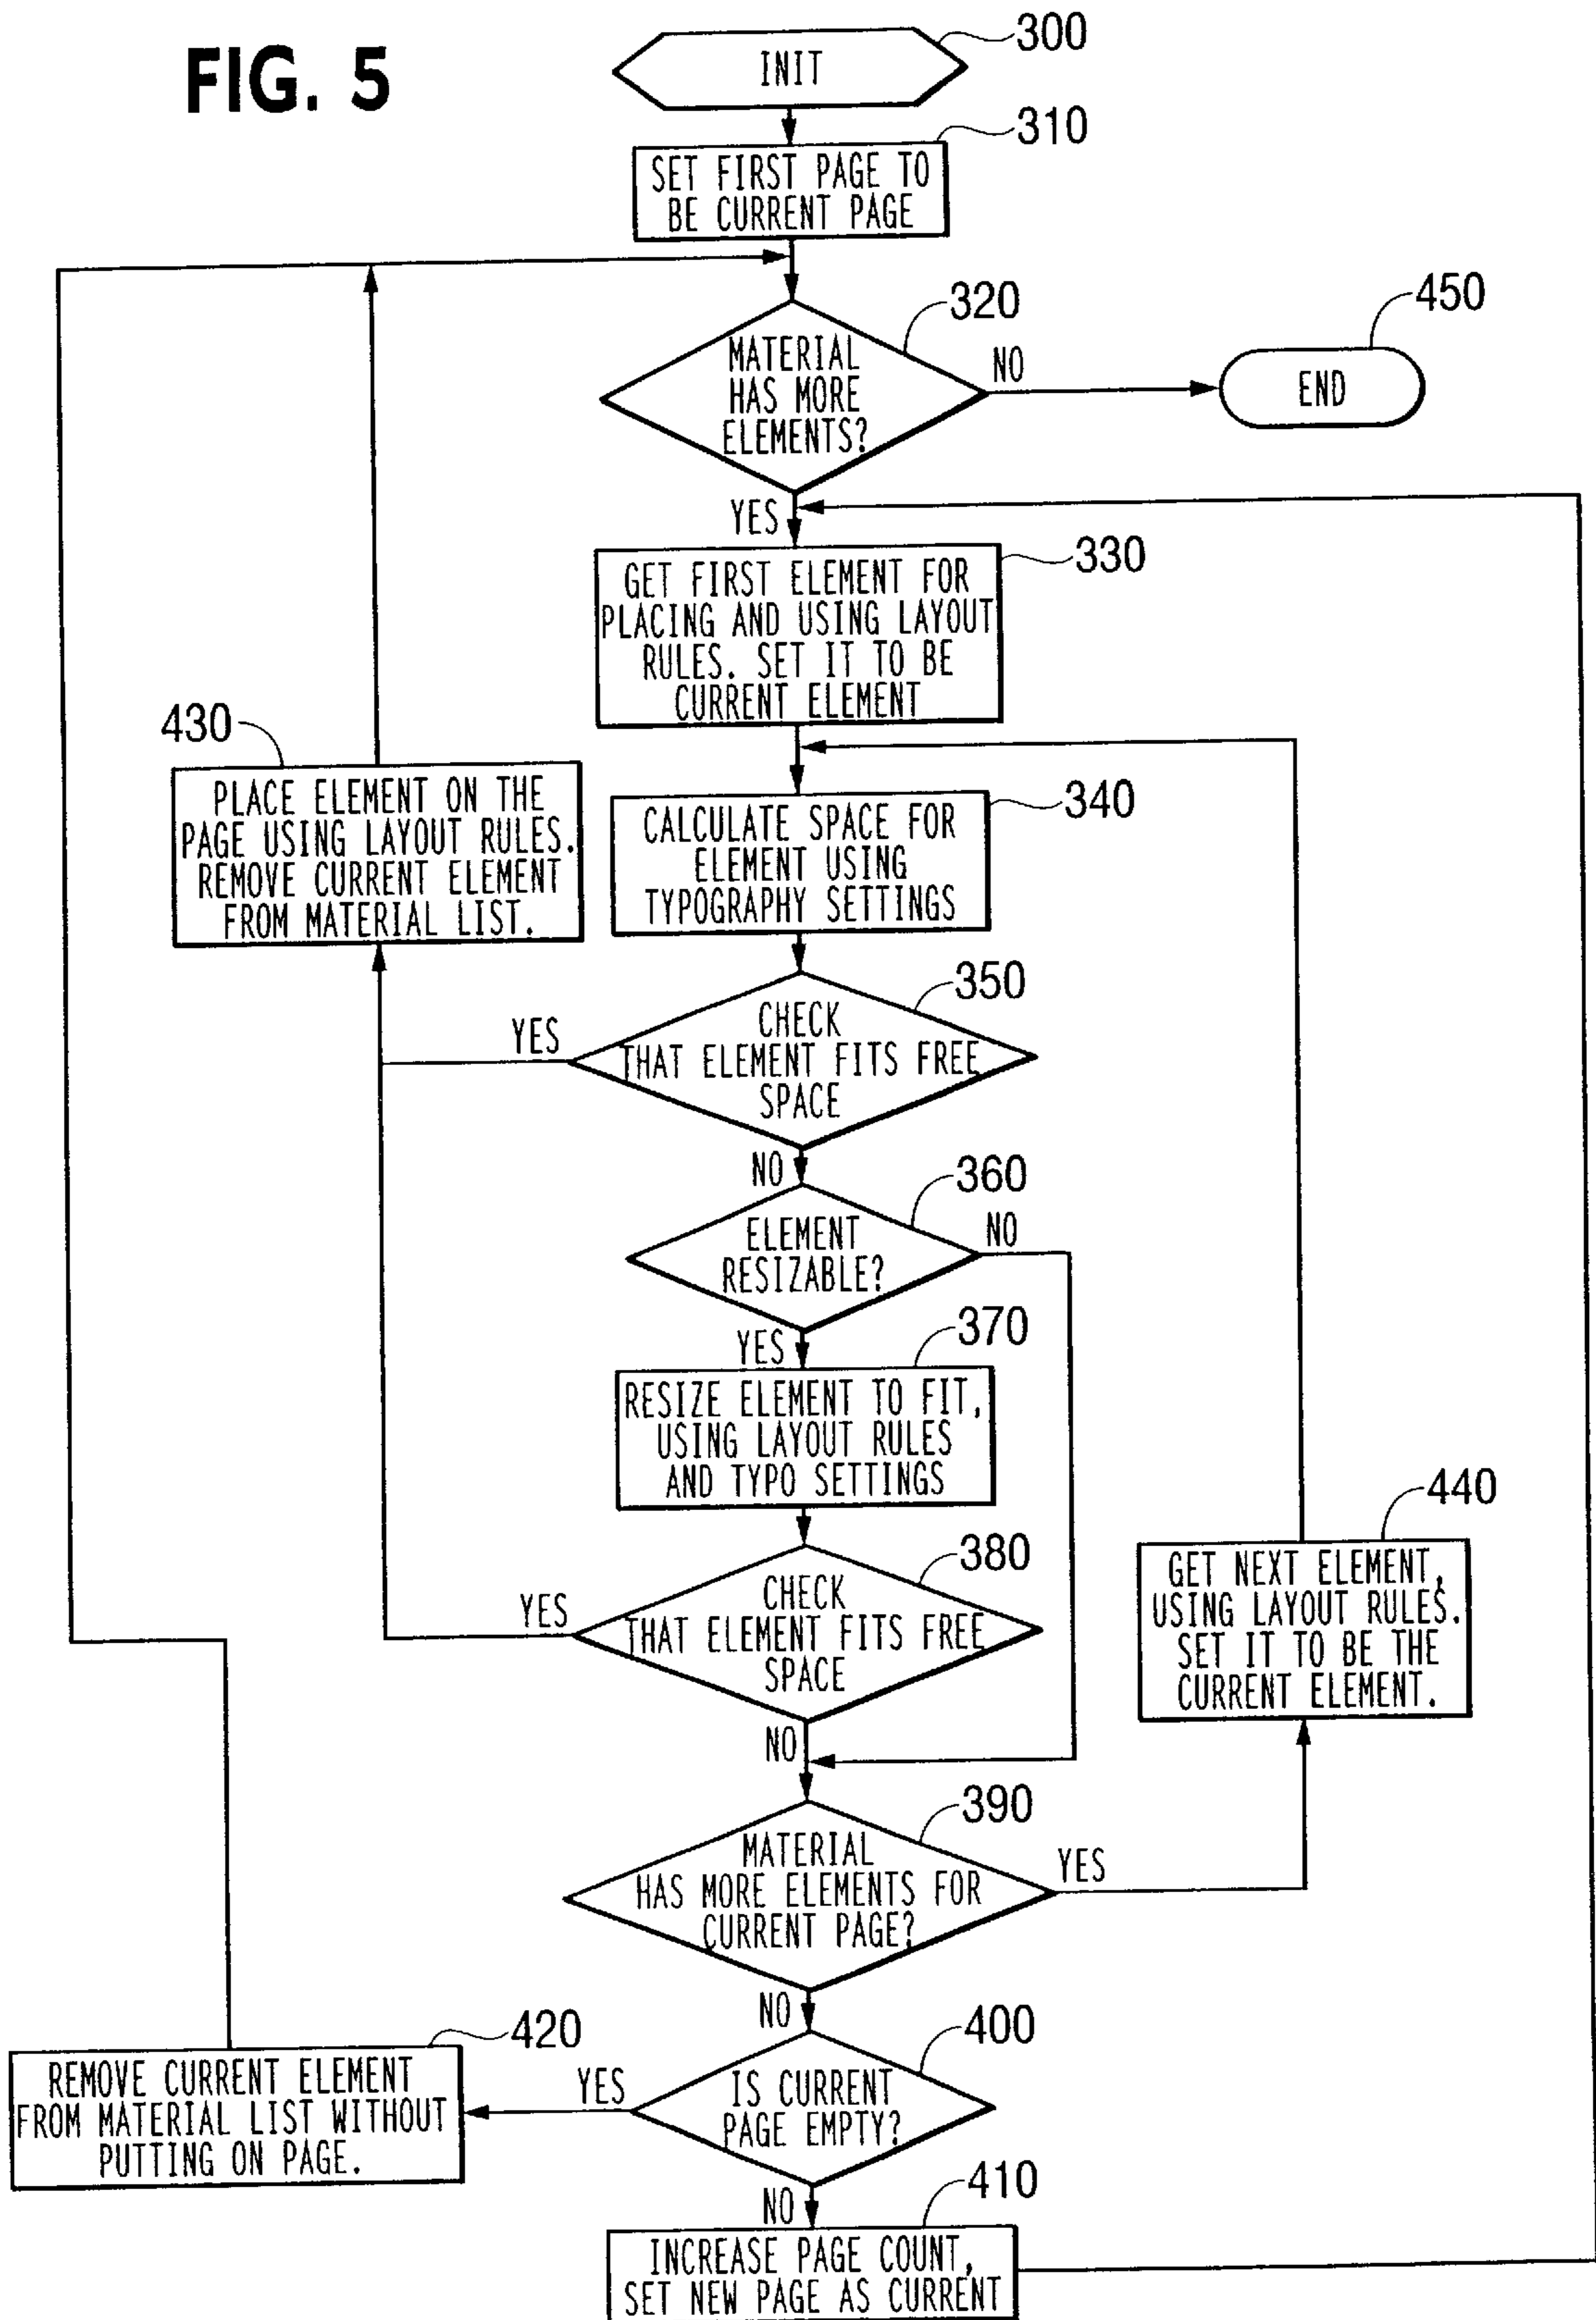 FIG. 5
300
INIT
310
SET FIRST PAGE TO
BE CURRENT PAGE
320
MATERIAL
HAS MORE
ELEMENTS?
NO
450
END
YES
330
GET FIRST ELEMENT FOR
PLACING AND USING LAYOUT
RULES. SET IT TO BE
CURRENT ELEMENT
430
PLACE ELEMENT ON THE
PAGE USING LAYOUT RULES.
REMOVE CURRENT ELEMENT
FROM MATERIAL LIST.
340
CALCULATE SPACE FOR
ELEMENT USING
TYPOGRAPHY SETTINGS
350
CHECK
THAT ELEMENT FITS FREE
SPACE
YES
NO
360
ELEMENT
RESIZABLE?
NO
YES
370
RESIZE ELEMENT TO FIT,
USING LAYOUT RULES
AND TYPO SETTINGS
380
CHECK
THAT ELEMENT FITS FREE
SPACE
YES
NO
440
GET NEXT ELEMENT,
USING LAYOUT RULES.
SET IT TO BE THE
CURRENT ELEMENT.
390
MATERIAL
HAS MORE ELEMENTS FOR
CURRENT PAGE?
YES
NO
400
IS CURRENT
PAGE EMPTY?
YES
420
REMOVE CURRENT ELEMENT
FROM MATERIAL LIST WITHOUT
PUTTING ON PAGE.
NO
410
INCREASE PAGE COUNT,
SET NEW PAGE AS CURRENT